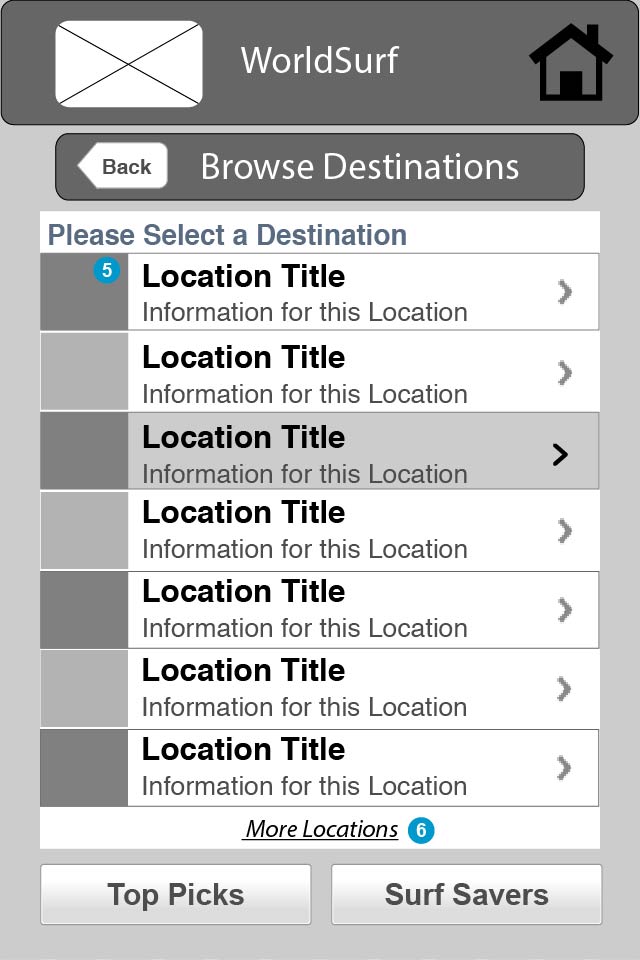 WorldSurf
Back
Browse Destinations
Please Select a Destination
5
Location Title
Information for this Location
Location Title
Information for this Location
Location Title
Information for this Location
Location Title
Information for this Location
Location Title
Information for this Location
Location Title
Information for this Location
Location Title
Information for this Location
More Locations 6
Top Picks
Surf Savers